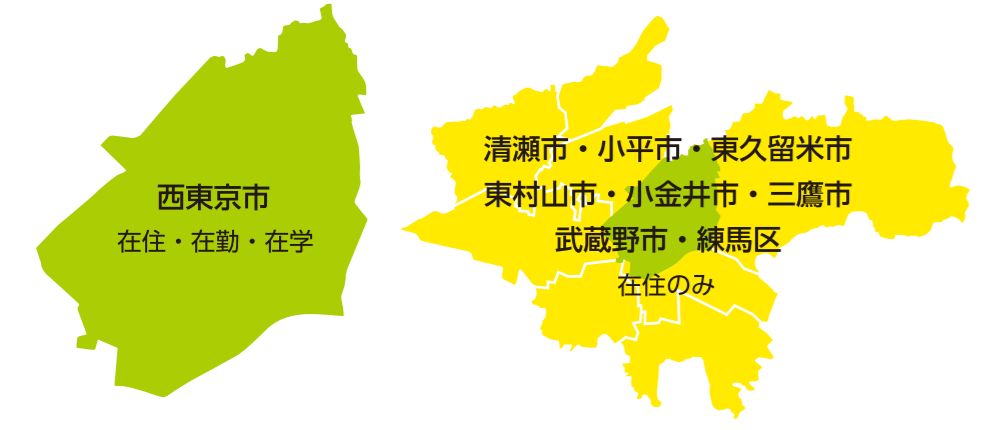 西東京市
在住・在勤・在学
清瀬市・小平市・東久留米市
東村山市・小金井市・三鷹市
武蔵野市・練馬区
在住のみ